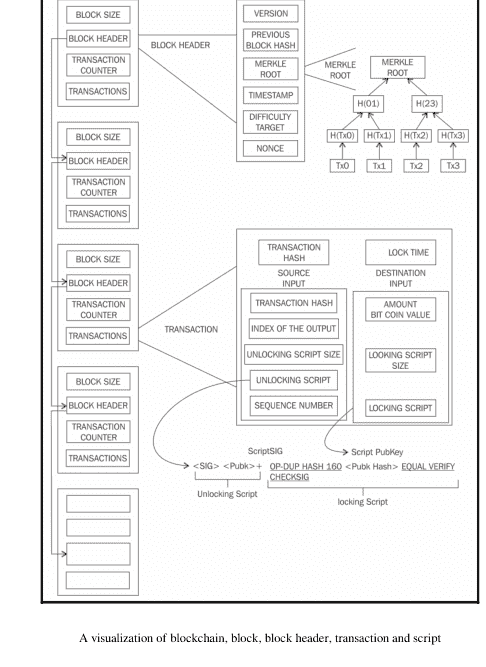 BLOCK SIZE
BLOCK HEADER
TRANSACTION
COUNTER
TRANSACTIONS
BLOCK HEADER
VERSION
PREVIOUS
BLOCK HASH
MERKLE
ROOT
TIMESTAMP
DIFFICULTY
TARGET
NONCE
MERKLE
ROOT
MERKLE
ROOT
H(01)
H(23)
H(Tx0)
H(Tx1)
H(Tx2)
H(Tx3)
Tx0
Tx1
Tx2
Tx3
BLOCK SIZE
BLOCK HEADER
TRANSACTION
COUNTER
TRANSACTIONS
BLOCK SIZE
BLOCK HEADER
TRANSACTION
COUNTER
TRANSACTIONS
TRANSACTION
TRANSACTION
HASH
LOCK TIME
SOURCE
INPUT
DESTINATION
INPUT
TRANSACTION HASH
INDEX OF THE OUTPUT
UNLOCKING SCRIPT SIZE
UNLOCKING SCRIPT
SEQUENCE NUMBER
AMOUNT
BIT COIN VALUE
LOOKING SCRIPT
SIZE
LOCKING SCRIPT
BLOCK SIZE
BLOCK HEADER
TRANSACTION
COUNTER
TRANSACTIONS
ScriptSIG
Script PubKey
<SIG> <Pubk>+ OP-DUP HASH 160 <Pubk Hash> EQUAL VERIFY
CHECKSIG
Unlocking Script
locking Script
A visualization of blockchain, block, block header, transaction and script